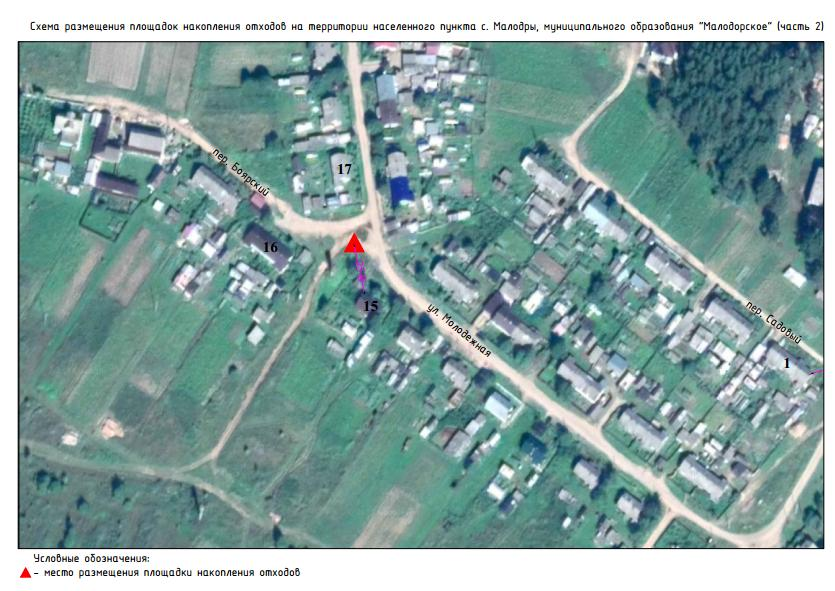 Схема размещения площадок накопления отходов на территории населенного пункта с. Малодры, муниципального образования "Малодорское" (часть 2)
пер. Боярский
17
16
15
ул. Молодежная
пер. Садовый
1
Условные обозначения:
- место размещения площадки накопления отходов